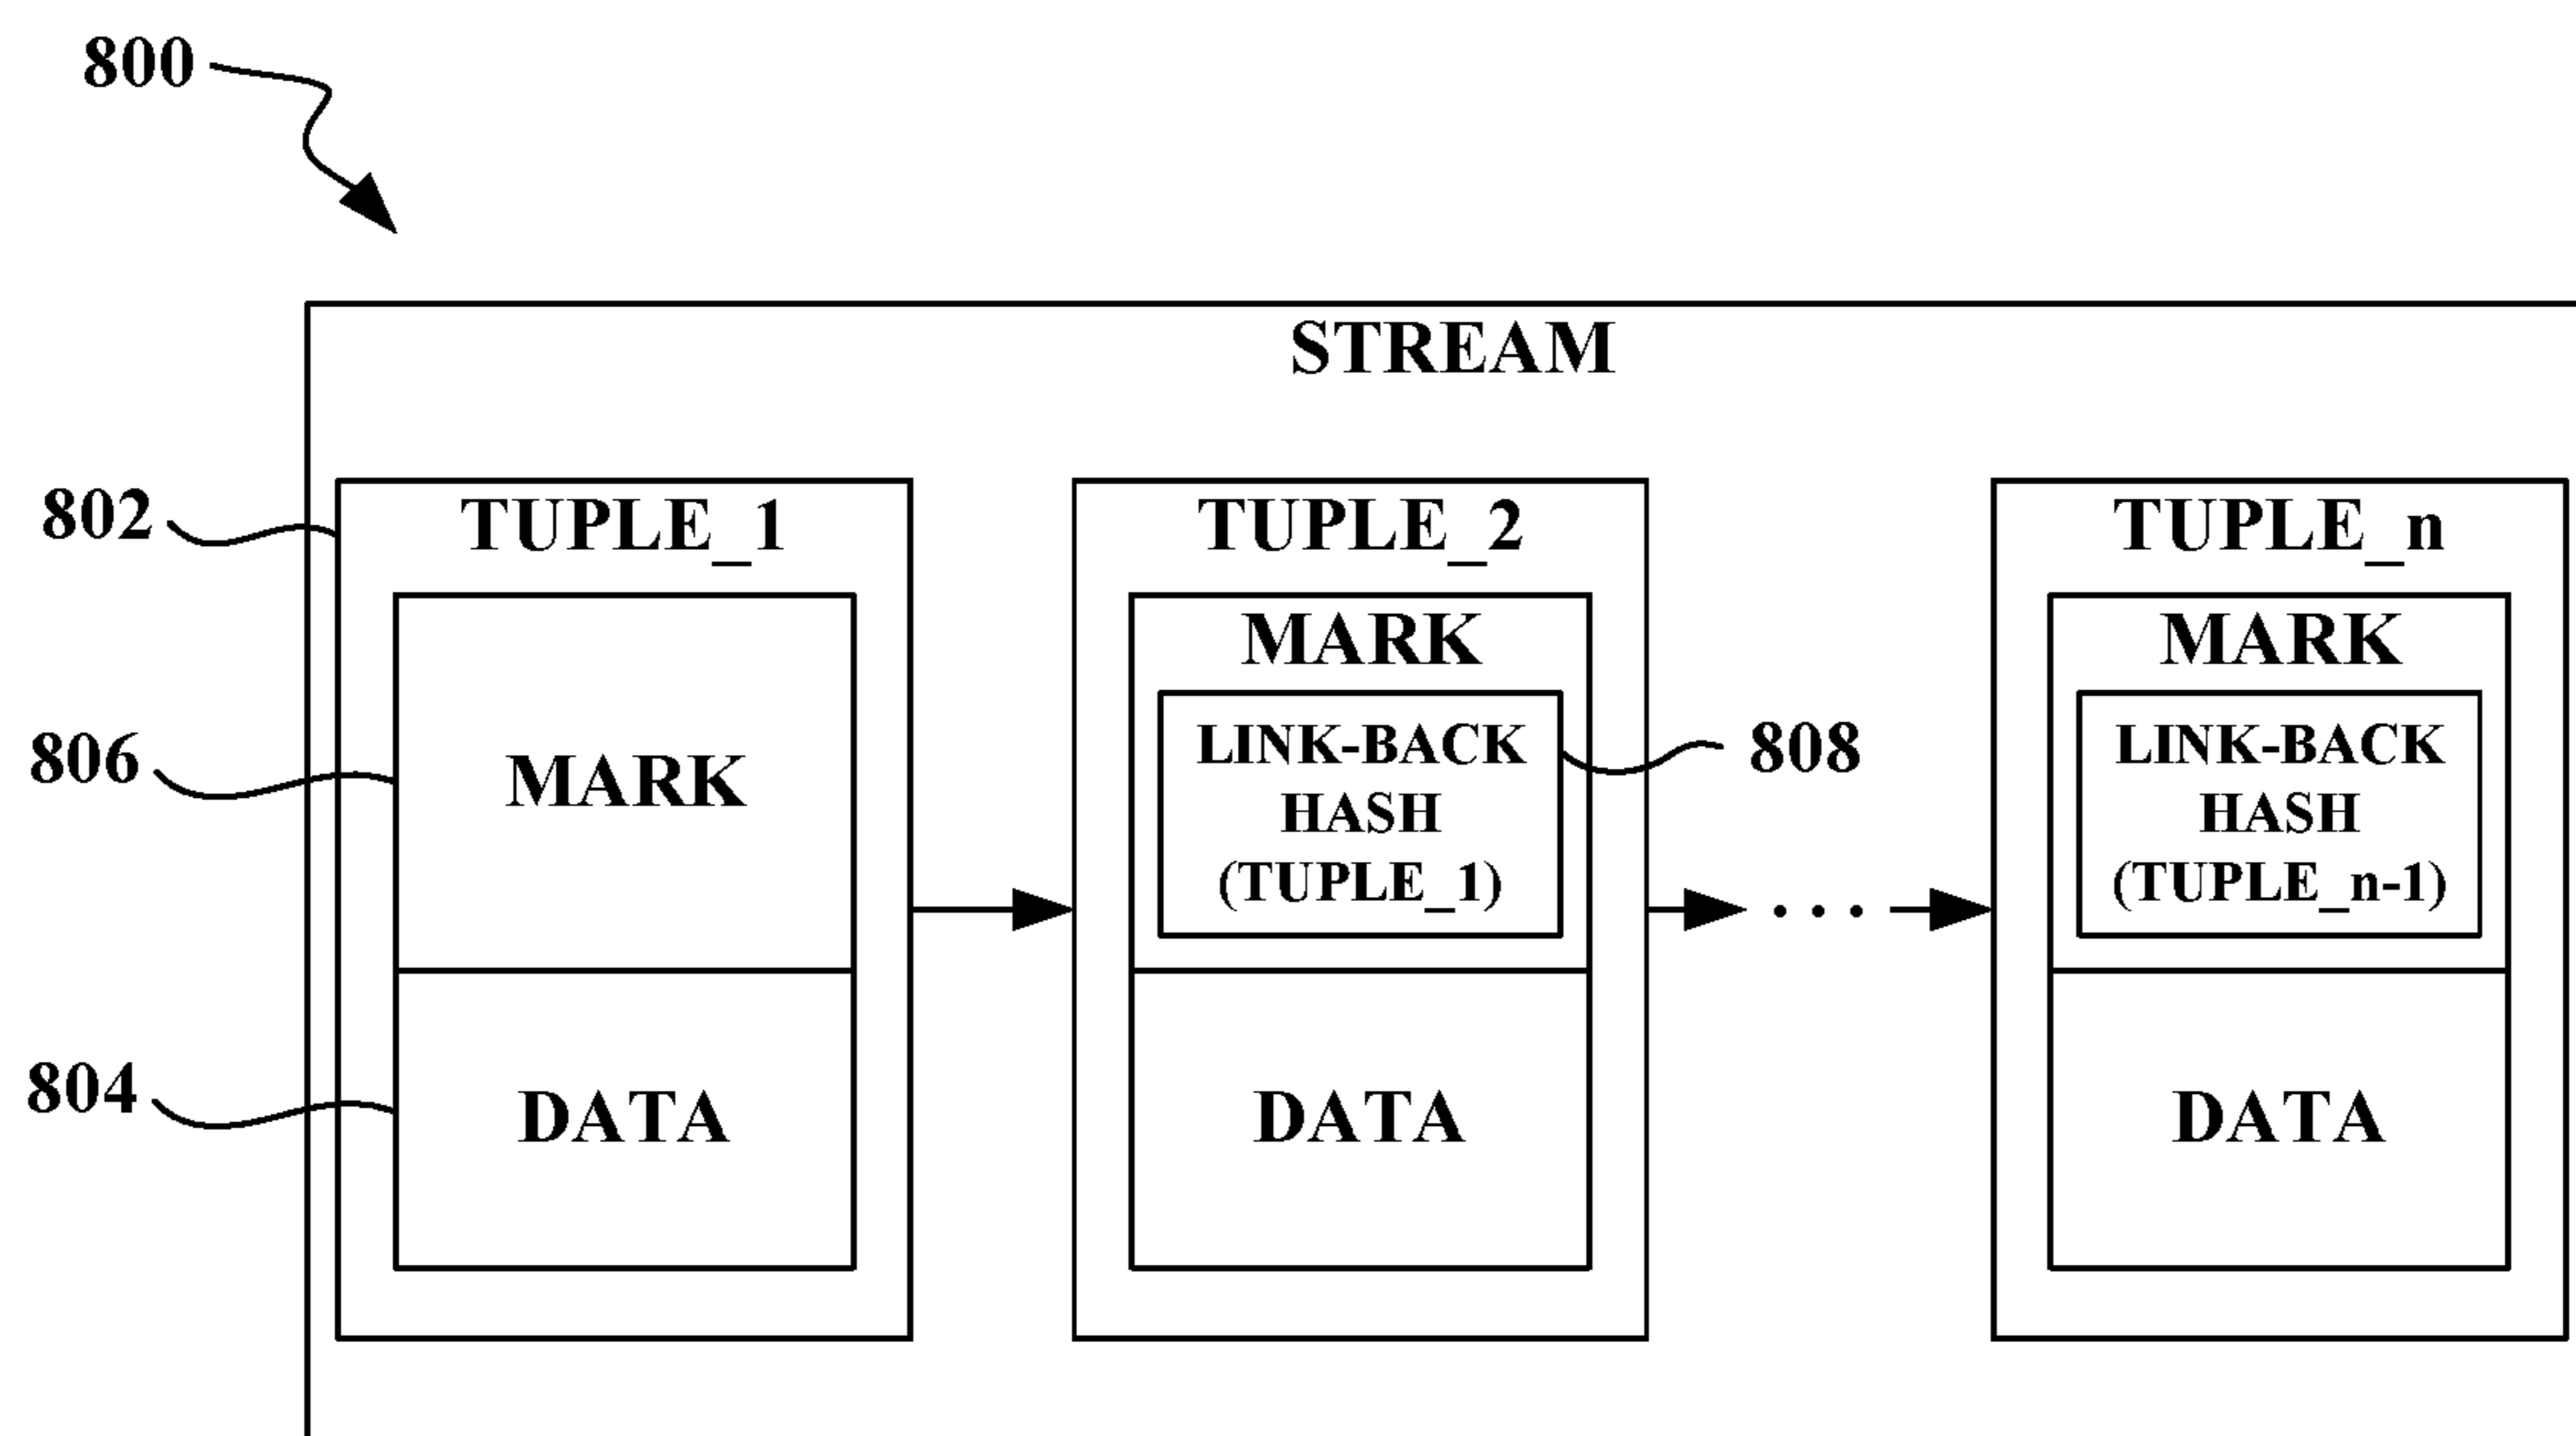 800
STREAM
802
TUPLE_1
TUPLE_2
TUPLE_n
806
MARK
MARK
LINK-BACK
HASH
(TUPLE_1)
808
MARK
LINK-BACK
HASH
(TUPLE_n-1)
804
DATA
DATA
DATA